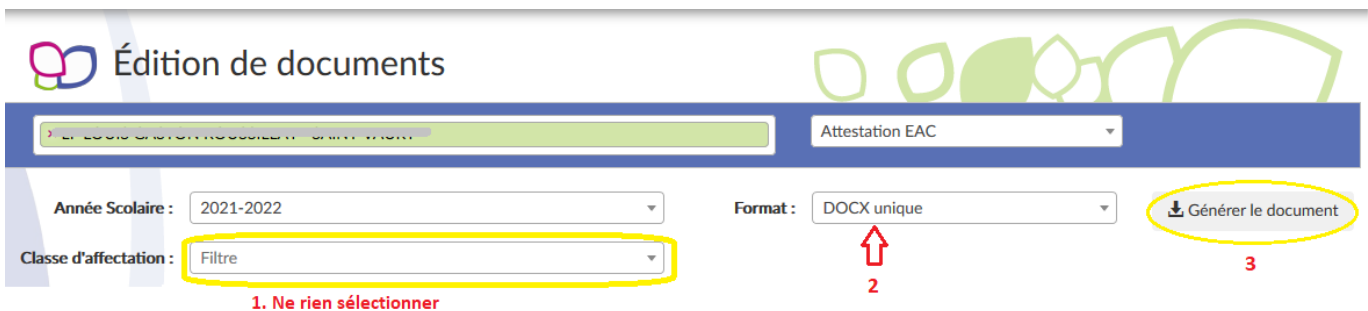 Édition de documents
Attestation EAC
Année Scolaire : 2021-2022 Format : DOCX unique Générer le document
Classe d'affectation : Filtre
1. Ne rien sélectionner
2
3